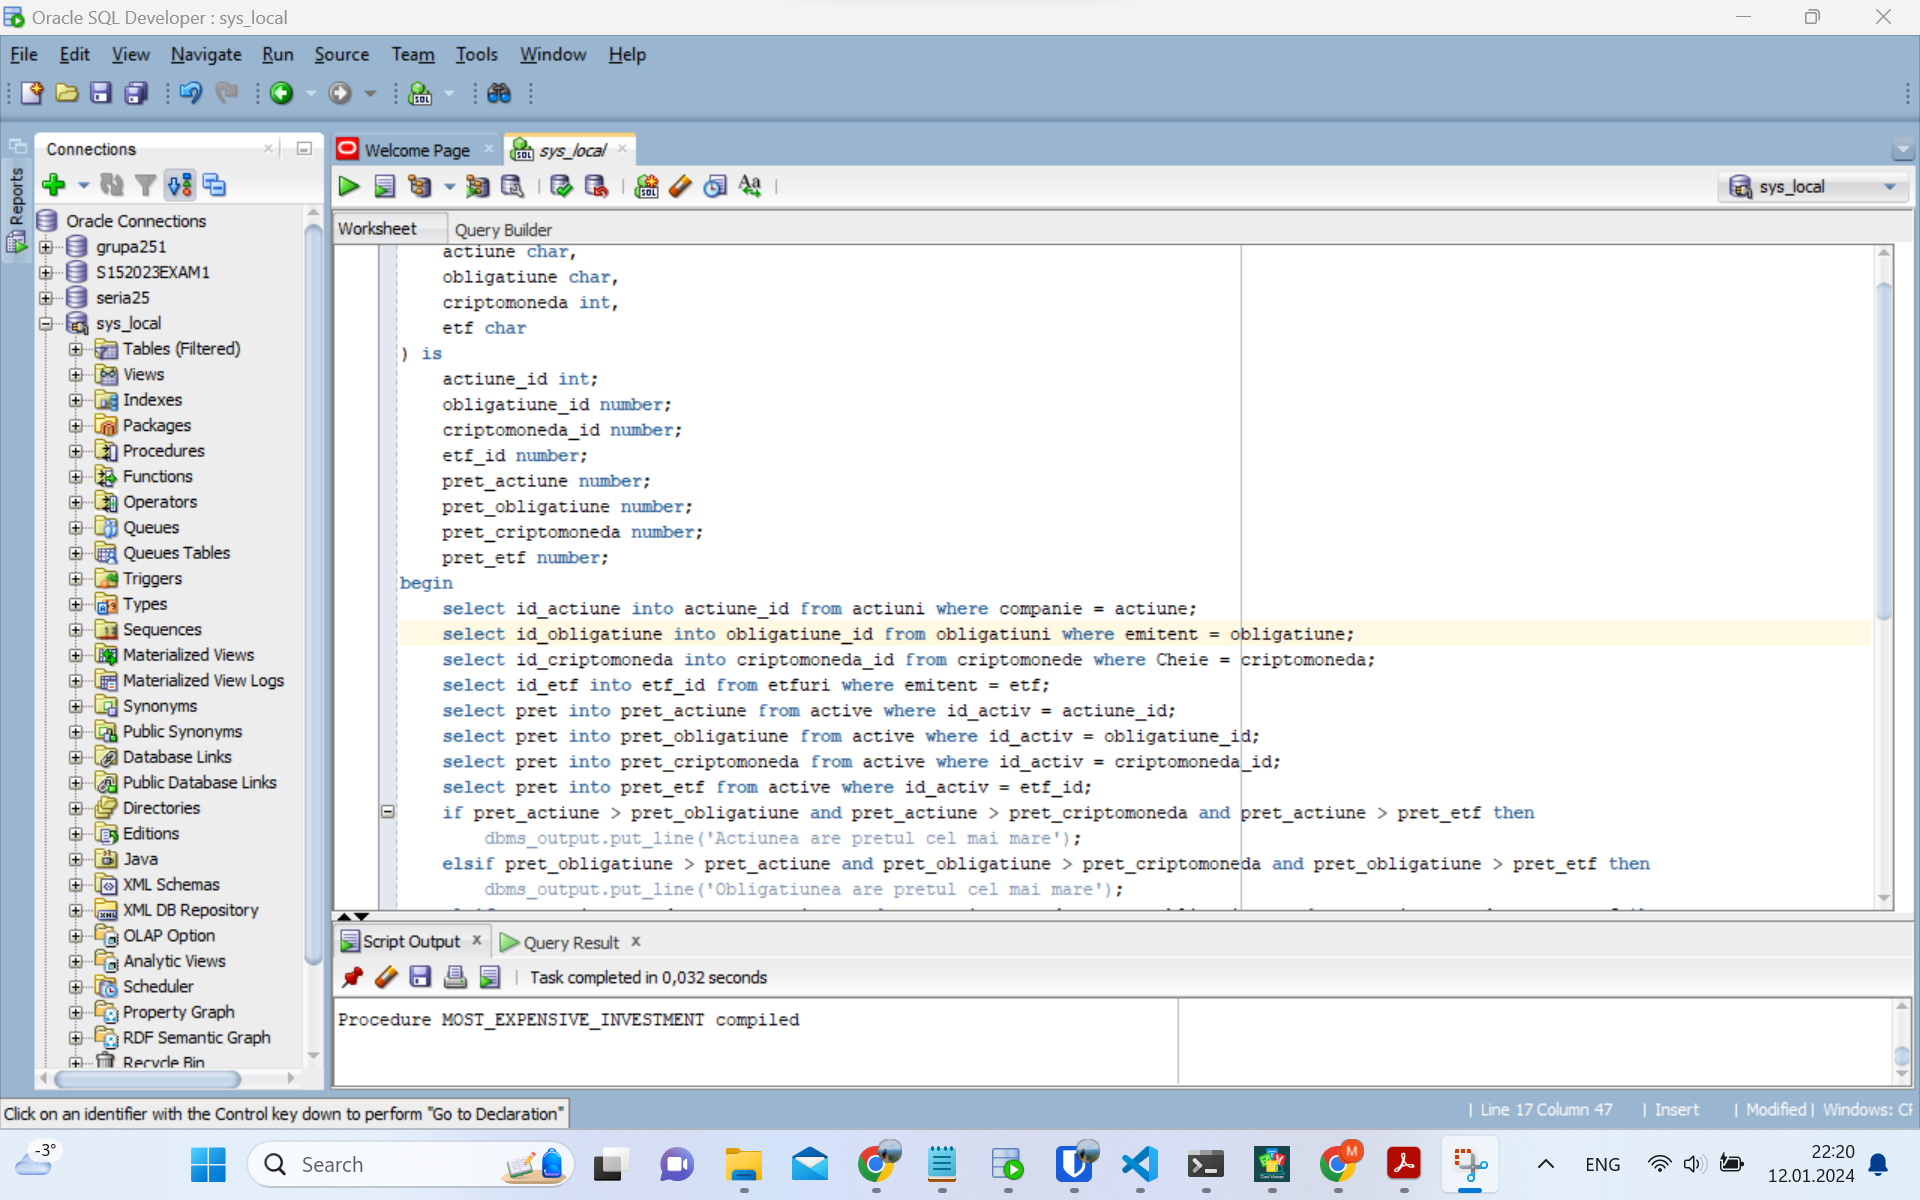 Oracle SQL Developer : sys_local
File Edit View Navigate Run Source Team Tools Window Help
Connections
Reports
Oracle Connections
grupa251
S152023EXAM1
seria25
sys_local
Tables (Filtered)
Views
Indexes
Packages
Procedures
Functions
Operators
Queues
Queues Tables
Triggers
Types
Sequences
Materialized Views
Materialized View Logs
Synonyms
Public Synonyms
Database Links
Public Database Links
Directories
Editions
Java
XML Schemas
XML DB Repository
OLAP Option
Analytic Views
Scheduler
Property Graph
RDF Semantic Graph
Recycle Bin
Welcome Page
sys_local
sys_local
Worksheet
Query Builder
actiune char,
obligatiune char,
criptomoneda int,
etf char
) is
actiune_id int;
obligatiune_id number;
criptomoneda_id number;
etf_id number;
pret_actiune number;
pret_obligatiune number;
pret_criptomoneda number;
pret_etf number;
begin
select id_actiune into actiune_id from actiuni where companie = actiune;
select id_obligatiune into obligatiune_id from obligatiuni where emitent = obligatiune;
select id_criptomoneda into criptomoneda_id from criptomonede where Cheie = criptomoneda;
select id_etf into etf_id from etfuri where emitent = etf;
select pret into pret_actiune from active where id_activ = actiune_id;
select pret into pret_obligatiune from active where id_activ = obligatiune_id;
select pret into pret_criptomoneda from active where id_activ = criptomoneda_id;
select pret into pret_etf from active where id_activ = etf_id;
if pret_actiune > pret_obligatiune and pret_actiune > pret_criptomoneda and pret_actiune > pret_etf then
dbms_output.put_line('Actiunea are pretul cel mai mare');
elsif pret_obligatiune > pret_actiune and pret_obligatiune > pret_criptomoneda and pret_obligatiune > pret_etf then
dbms_output.put_line('Obligatiunea are pretul cel mai mare');
Script Output
Query Result
Task completed in 0,032 seconds
Procedure MOST_EXPENSIVE_INVESTMENT compiled
Click on an identifier with the Control key down to perform "Go to Declaration"
Line 17 Column 47 | Insert | Modified | Windows: CF
-3°
Search
ENG
22:20
12.01.2024